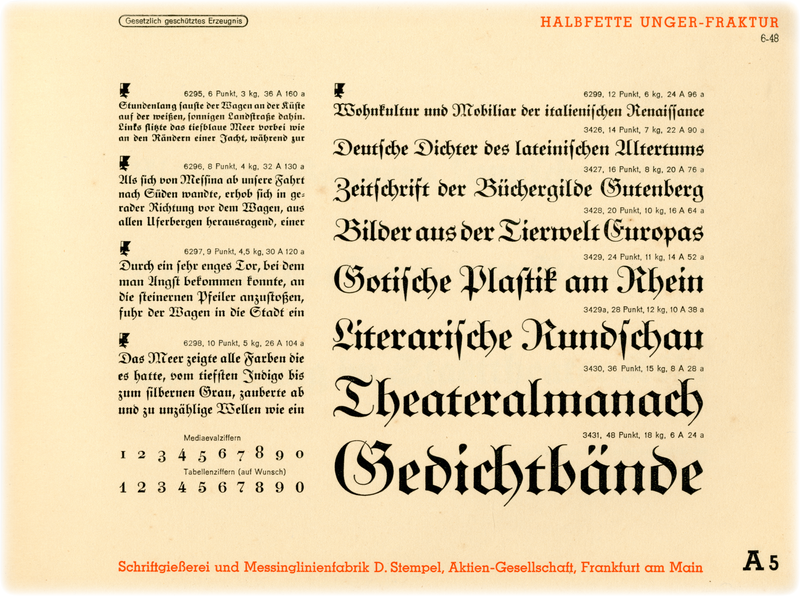 Gesetzlich geschütztes Erzeugnis
HALBFETTE UNGER-FRAKTUR
6-48
6295, 6 Punkt, 3 kg, 36 A 160 a
Stundenlang sauste der Wagen an der Küste
auf der weißen, sonnigen Landstraße dahin.
Links flitzte das tiefblaue Meer vorbei wie
an den Rändern einer Jacht, während zur
6296, 8 Punkt, 4 kg, 32 A 130 a
Als sich von Messina ab unsere Fahrt
nach Süden wandte, erhob sich in ge-
rader Richtung vor dem Wagen, aus
allen Uferbergen herausragend, einer
6297, 9 Punkt, 4,5 kg, 30 A 120 a
Durch ein sehr enges Tor, bei dem
man Angst bekommen konnte, an
die steinernen Pfeiler anzustoßen,
fuhr der Wagen in die Stadt ein
6298, 10 Punkt, 5 kg, 26 A 104 a
Das Meer zeigte alle Farben die
es hatte, vom tiefsten Indigo bis
zum silbernen Grau, zauberte ab
und zu unzählige Wellen wie ein
Mediaevalziffern
1 2 3 4 5 6 7 8 9 0
Tabellenziffern (auf Wunsch)
1 2 3 4 5 6 7 8 9 0
6299, 12 Punkt, 6 kg, 24 A 96 a
Wohnkultur und Mobiliar der italienischen Renaissance
3426, 14 Punkt, 7 kg, 22 A 90 a
Deutsche Dichter des lateinischen Altertums
3427, 16 Punkt, 8 kg, 20 A 76 a
Zeitschrift der Büchergilde Gutenberg
3428, 20 Punkt, 10 kg, 16 A 64 a
Bilder aus der Tierwelt Europas
3429, 24 Punkt, 11 kg, 14 A 52 a
Gotische Plastik am Rhein
3429a, 28 Punkt, 12 kg, 10 A 38 a
Literarische Rundschau
3430, 36 Punkt, 15 kg, 8 A 28 a
Theateralmanach
3431, 48 Punkt, 18 kg, 6 A 24 a
Gedichtbände
Schriftgießerei und Messinglinienfabrik D. Stempel, Aktien-Gesellschaft, Frankfurt am Main
A 5